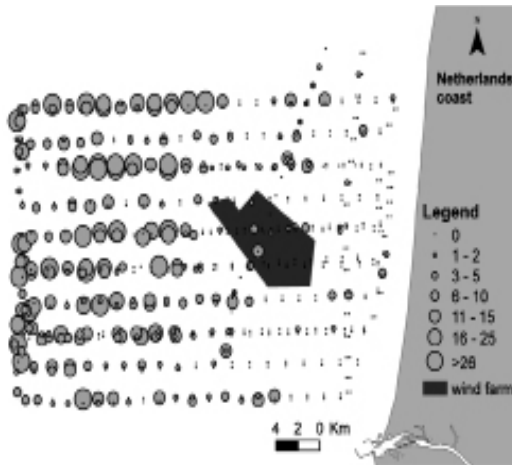 N
Netherlands
coast
Legend
0
1 - 2
3 - 5
6 - 10
11 - 15
16 - 25
>26
wind farm
4 2 0 Km